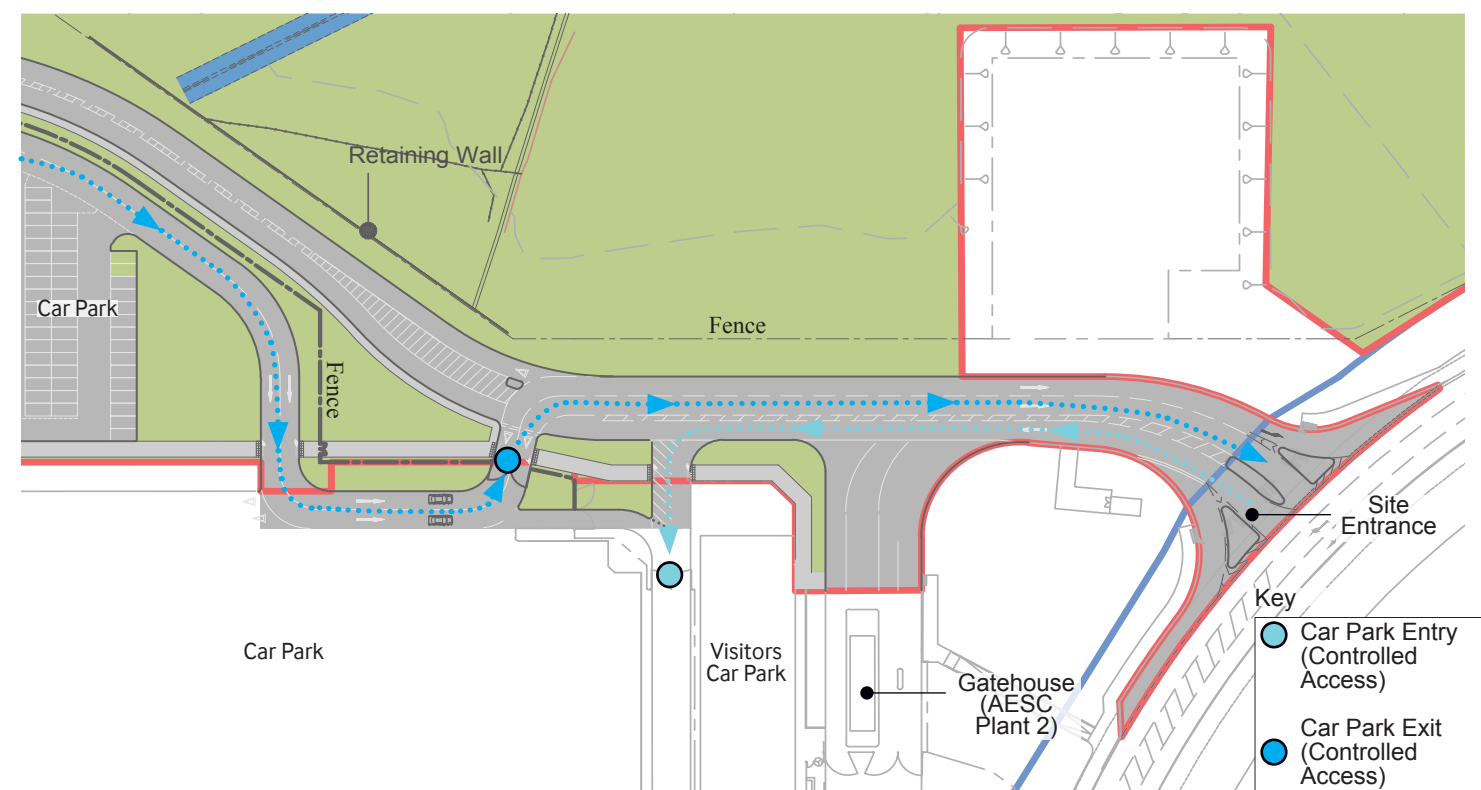 Retaining Wall
Car Park
Fence
Fence
Site
Entrance
Car Park
Visitors
Car Park
Gatehouse
(AESC
Plant 2)
Key
Car Park Entry
(Controlled
Access)
Car Park Exit
(Controlled
Access)